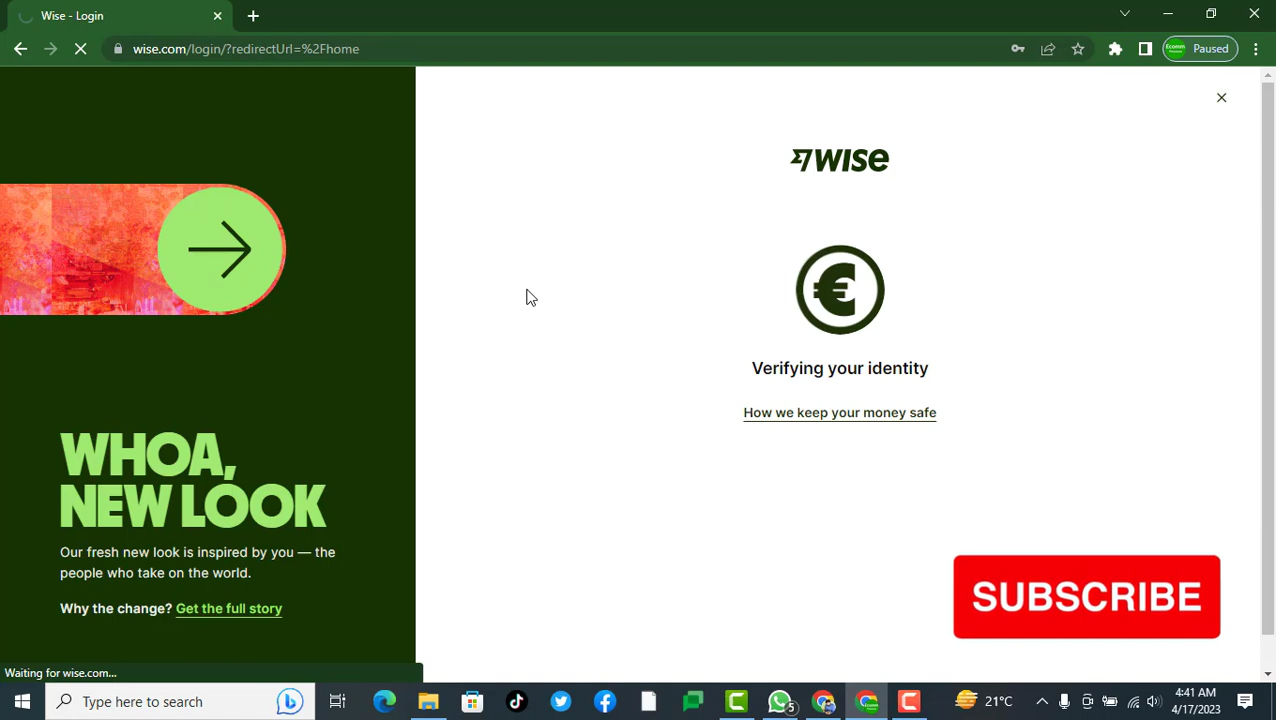 Wise - Login
wise.com/login/?redirectUrl=%2Fhome
Ecomm
Paused
wise
€
Verifying your identity
How we keep your money safe
WHOA,
NEW LOOK
Our fresh new look is inspired by you — the
people who take on the world.
Why the change? Get the full story
SUBSCRIBE
Waiting for wise.com...
Type here to search
5
21°C
4:41 AM
4/17/2023